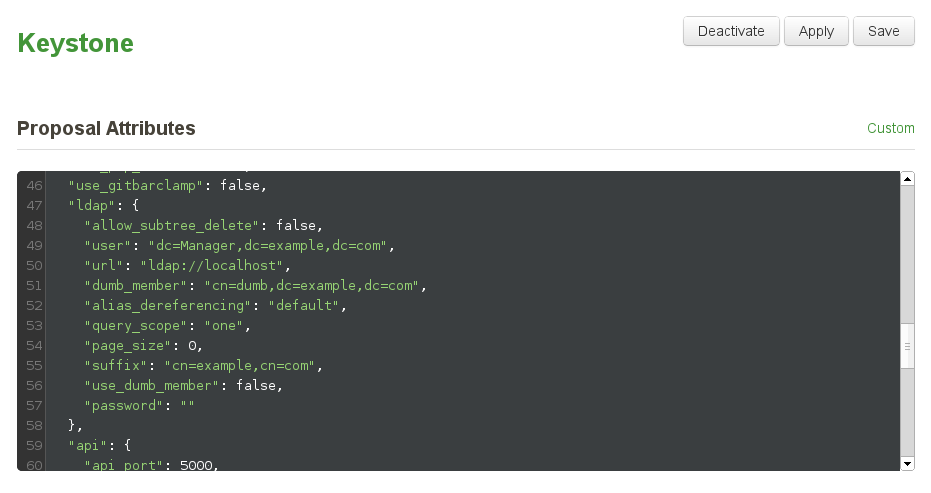 Keystone
Deactivate
Apply
Save
Proposal Attributes
Custom
46 "use_gitbarclamp": false,
47 "ldap": {
48 "allow_subtree_delete": false,
49 "user": "dc=Manager,dc=example,dc=com",
50 "url": "ldap://localhost",
51 "dumb_member": "cn=dumb,dc=example,dc=com",
52 "alias_dereferencing": "default",
53 "query_scope": "one",
54 "page_size": 0,
55 "suffix": "cn=example,cn=com",
56 "use_dumb_member": false,
57 "password": ""
58 },
59 "api": {
60 "api_port": 5000,